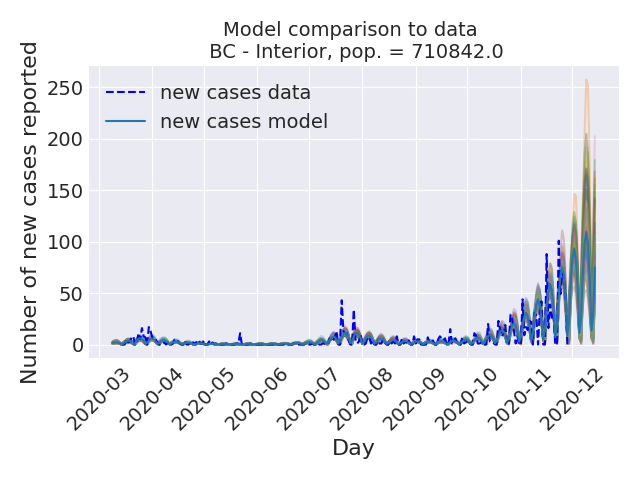 Model comparison to data
BC - Interior, pop. = 710842.0
Number of new cases reported
250
200
150
100
50
0
new cases data
new cases model
2020-03
2020-04
2020-05
2020-06
2020-07
2020-08
2020-09
2020-10
2020-11
2020-12
Day